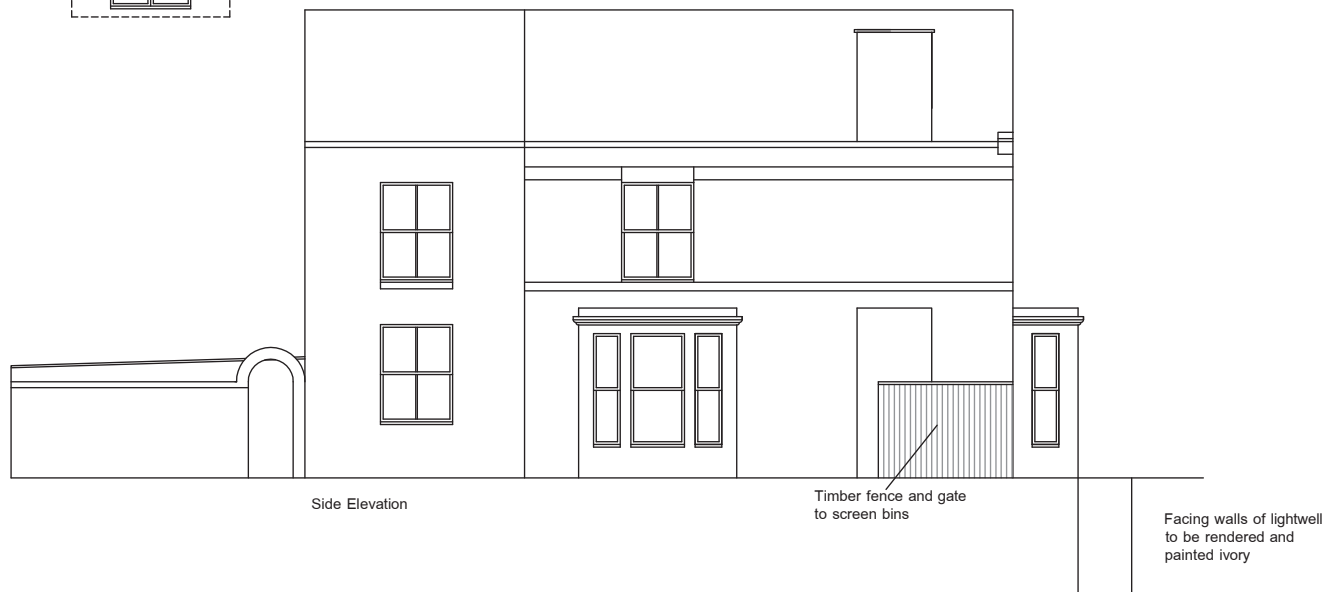 Side Elevation
Timber fence and gate
to screen bins
Facing walls of lightwell
to be rendered and
painted ivory